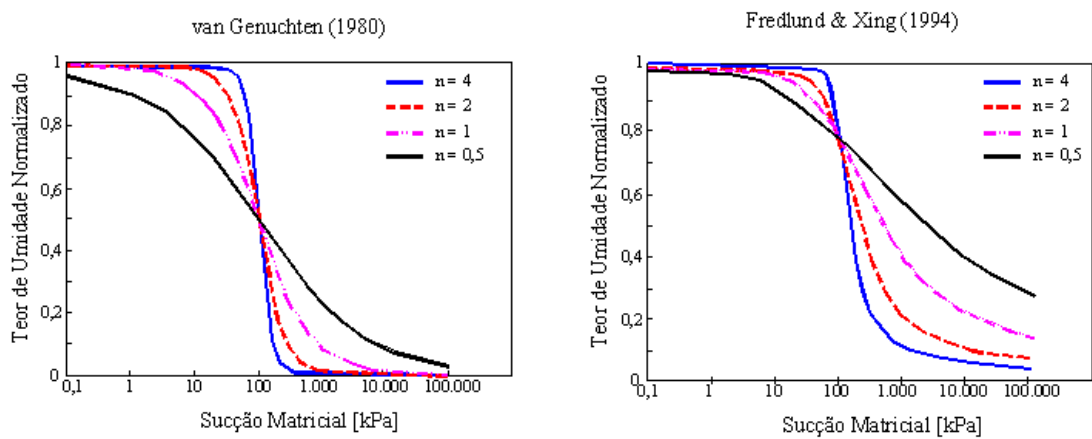 van Genuchten (1980)
Teor de Umidade Normalizado
1
0,8
0,6
0,4
0,2
0
0,1
1
10
100
1.000
10.000
100.000
Sucção Matricial [kPa]
n = 4
n = 2
n = 1
n = 0,5
Fredlund & Xing (1994)
Teor de Umidade Normalizado
1
0,8
0,6
0,4
0,2
0
0,1
1
10
100
1.000
10.000
100.000
Sucção Matricial [kPa]
n = 4
n = 2
n = 1
n = 0,5